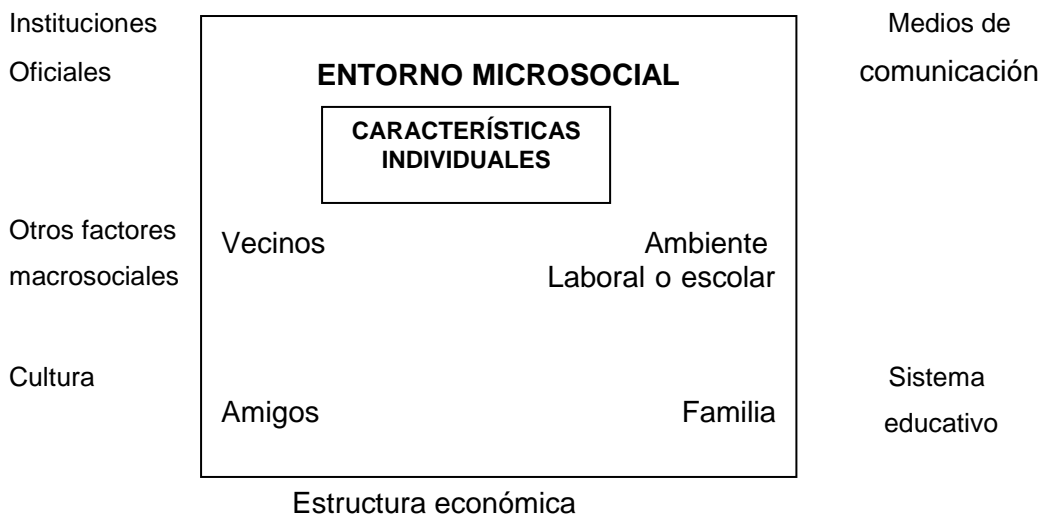 Instituciones
Oficiales
Medios de
comunicación
ENTORNO MICROSOCIAL
CARACTERÍSTICAS
INDIVIDUALES
Otros factores
macrosociales
Vecinos
Ambiente
Laboral o escolar
Cultura
Amigos
Familia
Sistema
educativo
Estructura económica